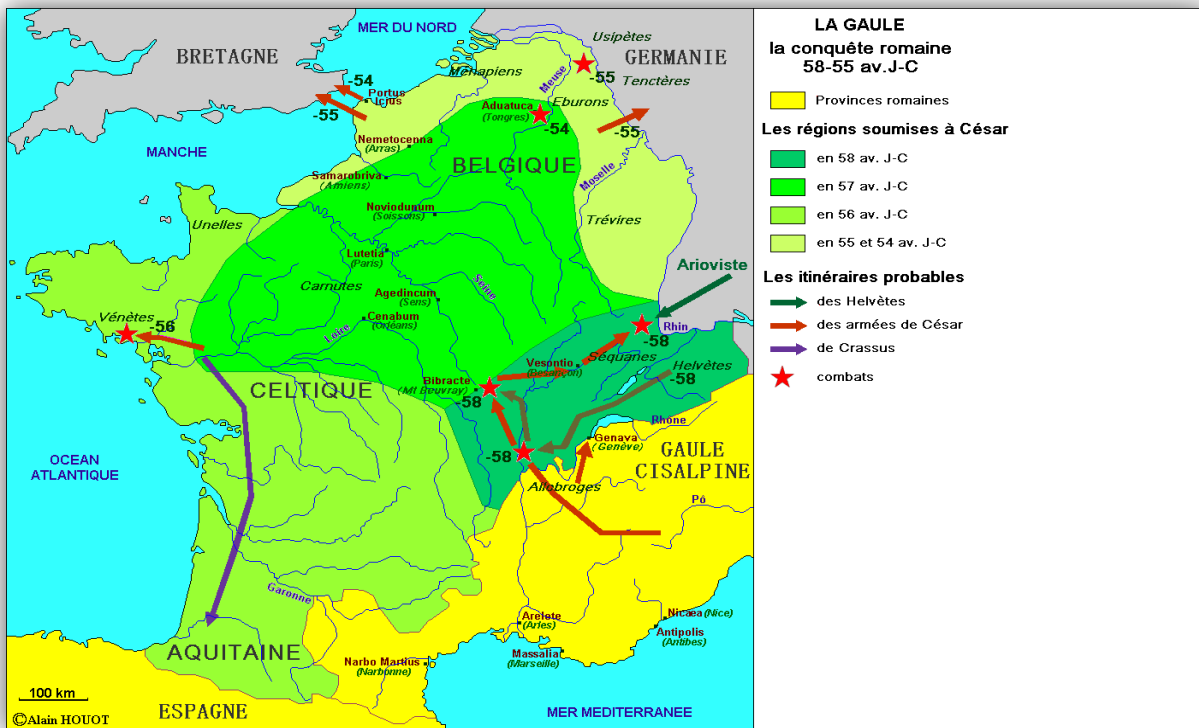 MER DU NORD
BRETAGNE
Usipètes
GERMANIE
-55
Tenctères
Ménapiens
Meuse
-54
Portus
Icius
-55
Aduatuca
(Tongres)
Eburons
-54
-55
Nemetocenna
(Arras)
MANCHE
BELGIQUE
Samarobriva
(Amiens)
Moselle
Noviodunum
(Soissons)
Unelles
Trévires
Lutetia
(Paris)
Carnutes
Seine
Agedincum
(Sens)
Arioviste
Cenabum
(Orléans)
Loire
Vénètes
-56
Rhin
-58
Séquanes
Vesontio
(Besançon)
Helvètes
-58
CELTIQUE
Bibracte
(Mt Beuvray)
-58
Rhône
Genava
(Genève)
-58
GAULE
CISALPINE
OCEAN
ATLANTIQUE
Allobroges
Pô
Garonne
Arelete
(Arles)
Nicaea (Nice)
Antipolis
(Antibes)
AQUITAINE
Massalia
(Marseille)
Narbo Martius
(Narbonne)
100 km
©Alain HOUOT
ESPAGNE
MER MEDITERRANEE
LA GAULE
la conquête romaine
58-55 av.J-C
Provinces romaines
Les régions soumises à César
en 58 av. J-C
en 57 av. J-C
en 56 av. J-C
en 55 et 54 av. J-C
Les itinéraires probables
des Helvètes
des armées de César
de Crassus
combats